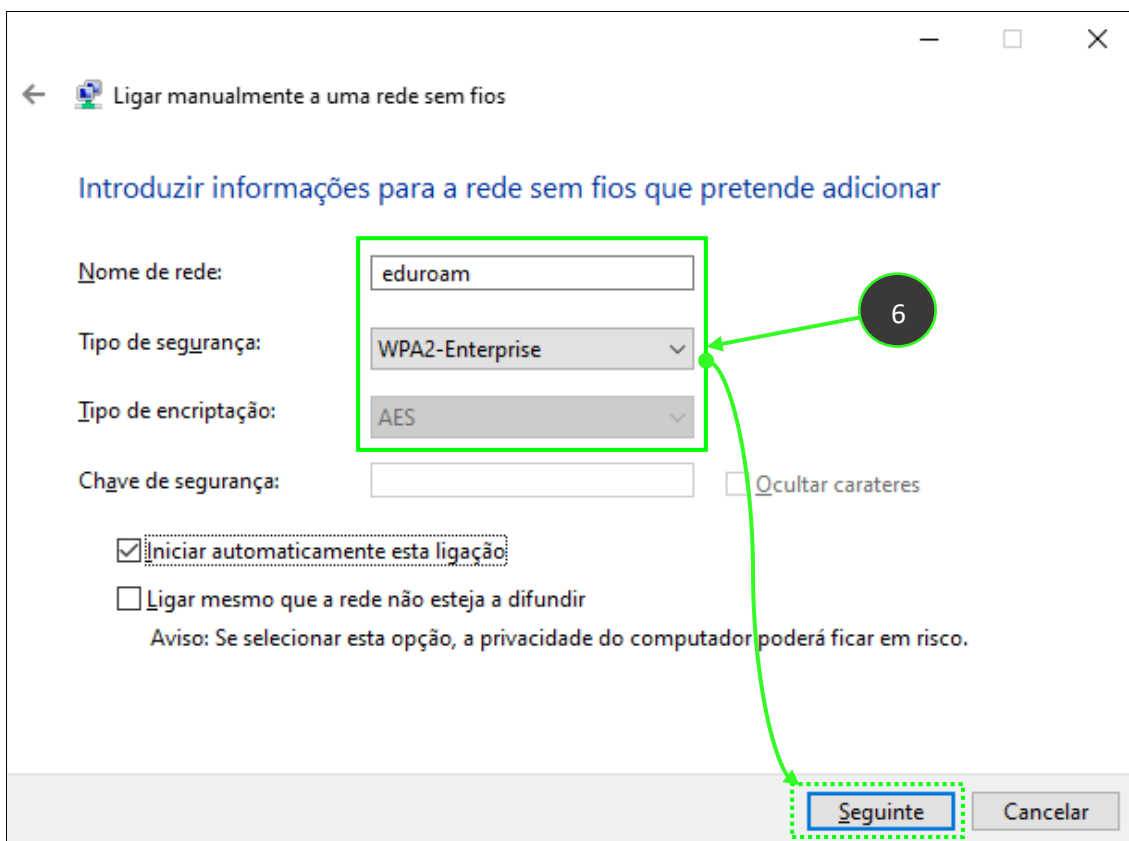 Ligar manualmente a uma rede sem fios
Introduzir informações para a rede sem fios que pretende adicionar
Nome de rede:
eduroam
6
Tipo de segurança:
WPA2-Enterprise
Tipo de encriptação:
AES
Chave de segurança:
Ocultar carateres
Iniciar automaticamente esta ligação
Ligar mesmo que a rede não esteja a difundir
Aviso: Se selecionar esta opção, a privacidade do computador poderá ficar em risco.
Seguinte
Cancelar